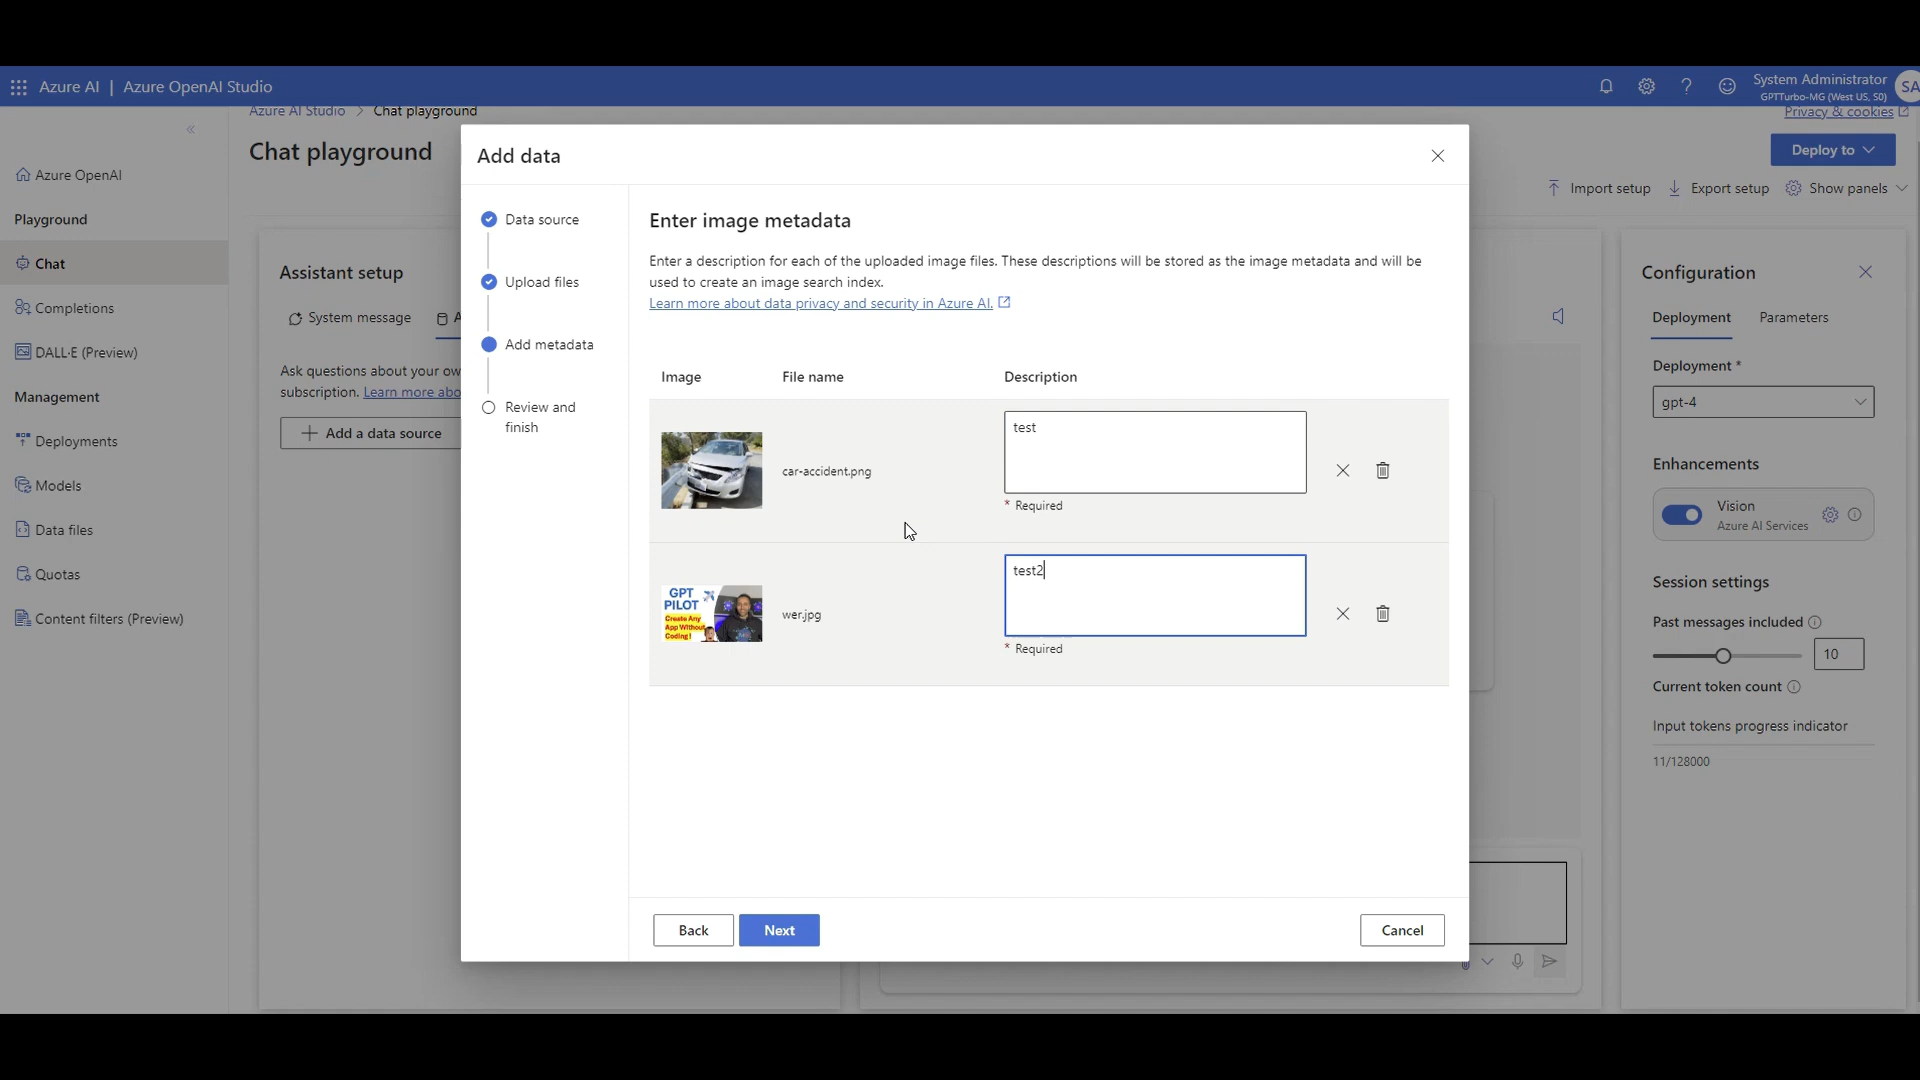 Azure AI | Azure OpenAI Studio
System Administrator
GPTTurbo-MG (West US, S0)
SA
Azure AI Studio > Chat playground
Privacy & cookies
Chat playground
Deploy to
Import setup
Export setup
Show panels
Azure OpenAI
Playground
Chat
Completions
DALL·E (Preview)
Management
Deployments
Models
Data files
Quotas
Content filters (Preview)
Assistant setup
System message
A
Ask questions about your ow
subscription. Learn more abo
Add a data source
Add data
Data source
Upload files
Add metadata
Review and
finish
Enter image metadata
Enter a description for each of the uploaded image files. These descriptions will be stored as the image metadata and will be
used to create an image search index.
Learn more about data privacy and security in Azure AI.
Image File name Description
test
car-accident.png
* Required
test2
GPT
PILOT
Create Any
App Without
Coding!
wer.jpg
* Required
Back
Next
Cancel
Configuration
Deployment
Parameters
Deployment *
gpt-4
Enhancements
Vision
Azure AI Services
Session settings
Past messages included
10
Current token count
Input tokens progress indicator
11/128000